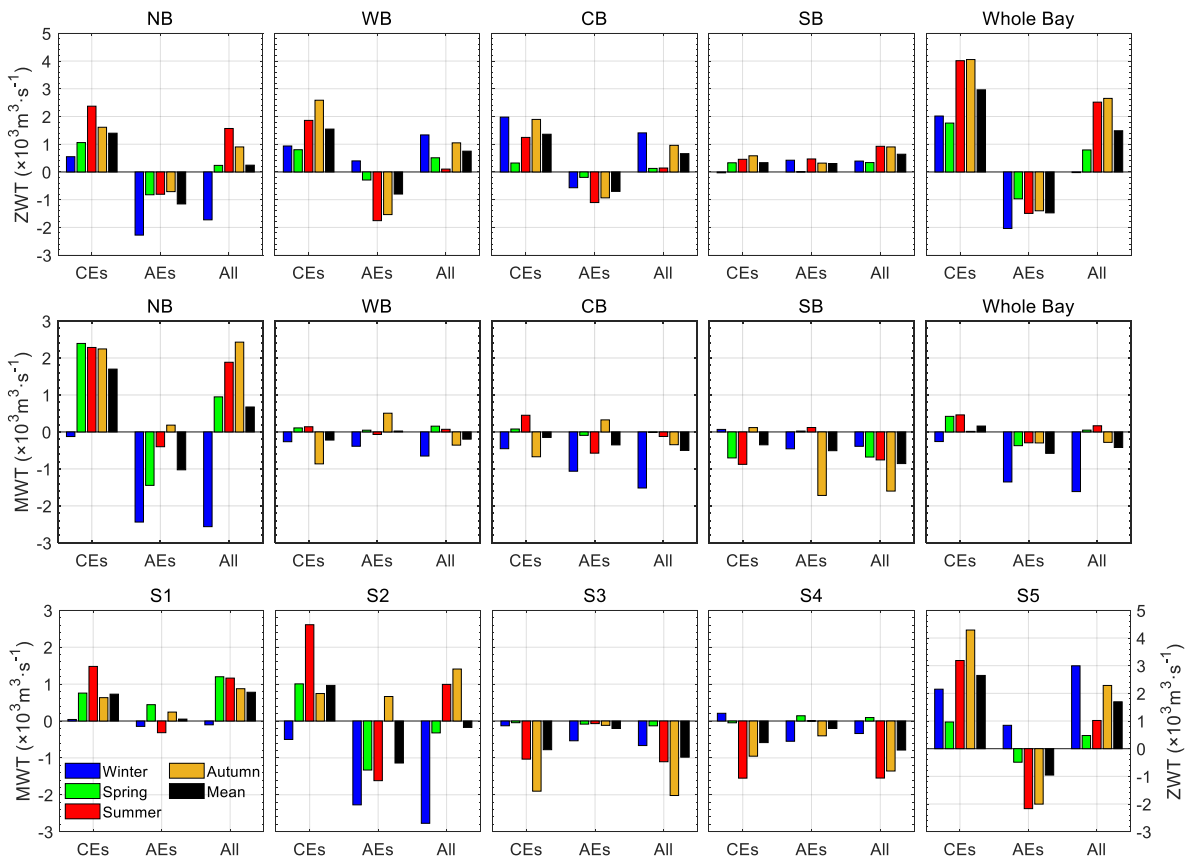 NB WB CB SB Whole Bay
ZWT (×10³m³·s⁻¹)
5
4
3
2
1
0
-1
-2
-3
CEs AEs All CEs AEs All CEs AEs All CEs AEs All CEs AEs All
NB WB CB SB Whole Bay
MWT (×10³m³·s⁻¹)
3
2
1
0
-1
-2
-3
CEs AEs All CEs AEs All CEs AEs All CEs AEs All CEs AEs All
S1 S2 S3 S4 S5
MWT (×10³m³·s⁻¹)
3
2
1
0
-1
-2
-3
Winter Autumn
Spring Mean
Summer
5
4
3
2
1
0
-1
-2
-3
ZWT (×10³m³·s⁻¹)
CEs AEs All CEs AEs All CEs AEs All CEs AEs All CEs AEs All